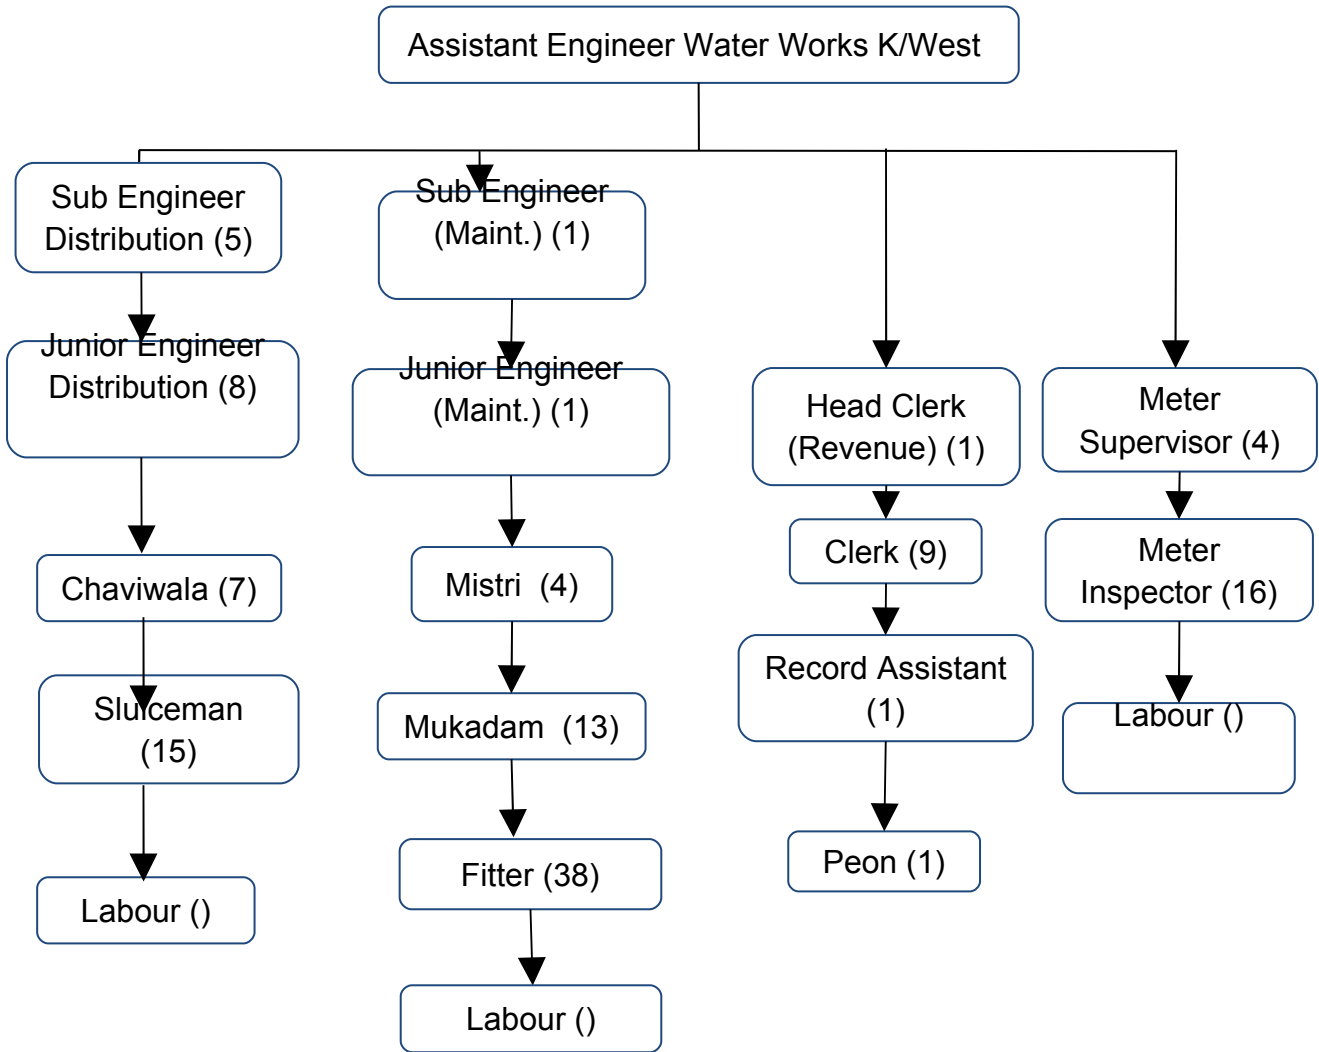 Assistant Engineer Water Works K/West
Sub Engineer
Distribution (5)
Junior Engineer
Distribution (8)
Chaviwala (7)
Sluiceman
(15)
Labour ()
Sub Engineer
(Maint.) (1)
Junior Engineer
(Maint.) (1)
Mistri  (4)
Mukadam  (13)
Fitter (38)
Labour ()
Head Clerk
(Revenue) (1)
Clerk (9)
Record Assistant
(1)
Peon (1)
Meter
Supervisor (4)
Meter
Inspector (16)
Labour ()